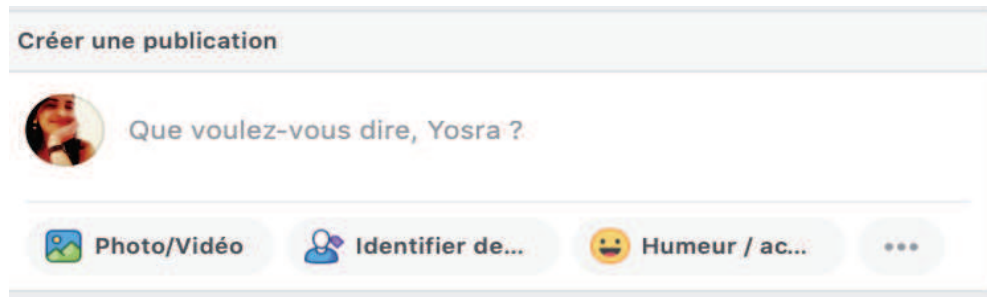 Créer une publication
Que voulez-vous dire, Yosra ?
Photo/Vidéo Identifier de... Humeur / ac... •••